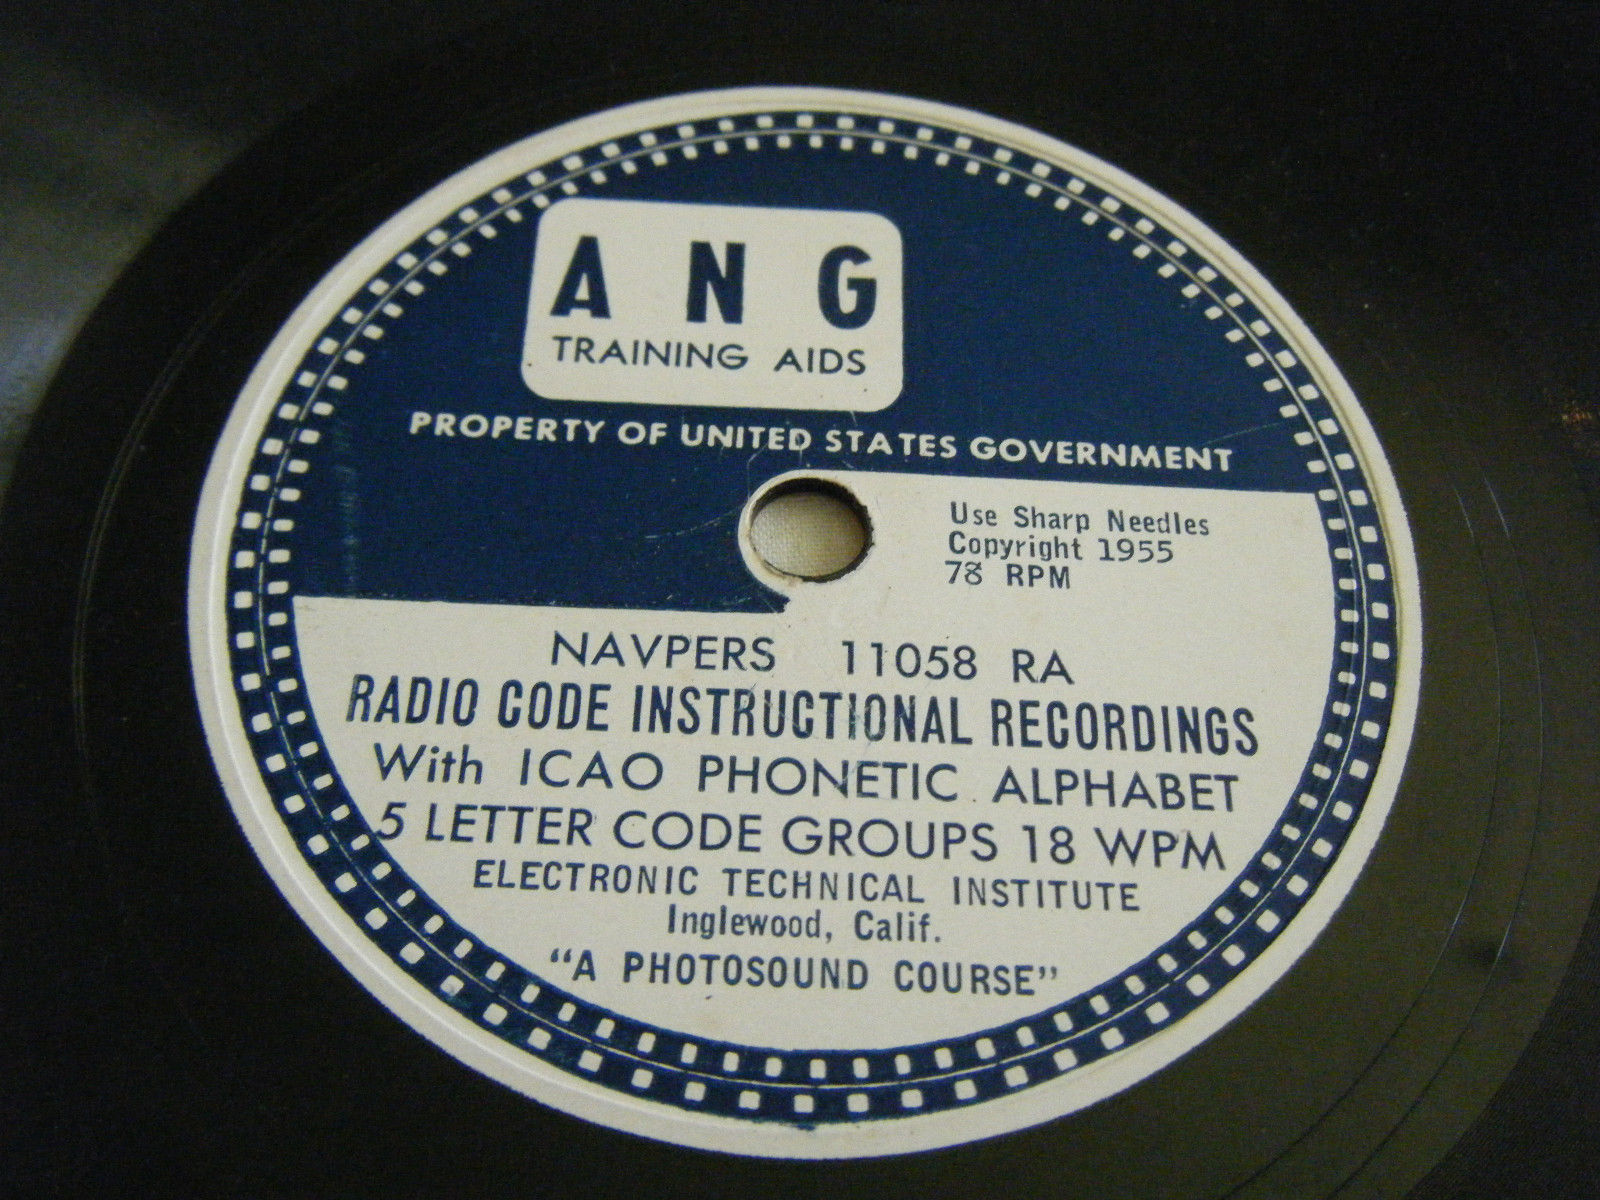 A N G
TRAINING AIDS
PROPERTY OF UNITED STATES GOVERNMENT
Use Sharp Needles
Copyright 1955
78 RPM
NAVPERS 11058 RA
RADIO CODE INSTRUCTIONAL RECORDINGS
With ICAO PHONETIC ALPHABET
5 LETTER CODE GROUPS 18 WPM
ELECTRONIC TECHNICAL INSTITUTE
Inglewood, Calif.
"A PHOTOSOUND COURSE"